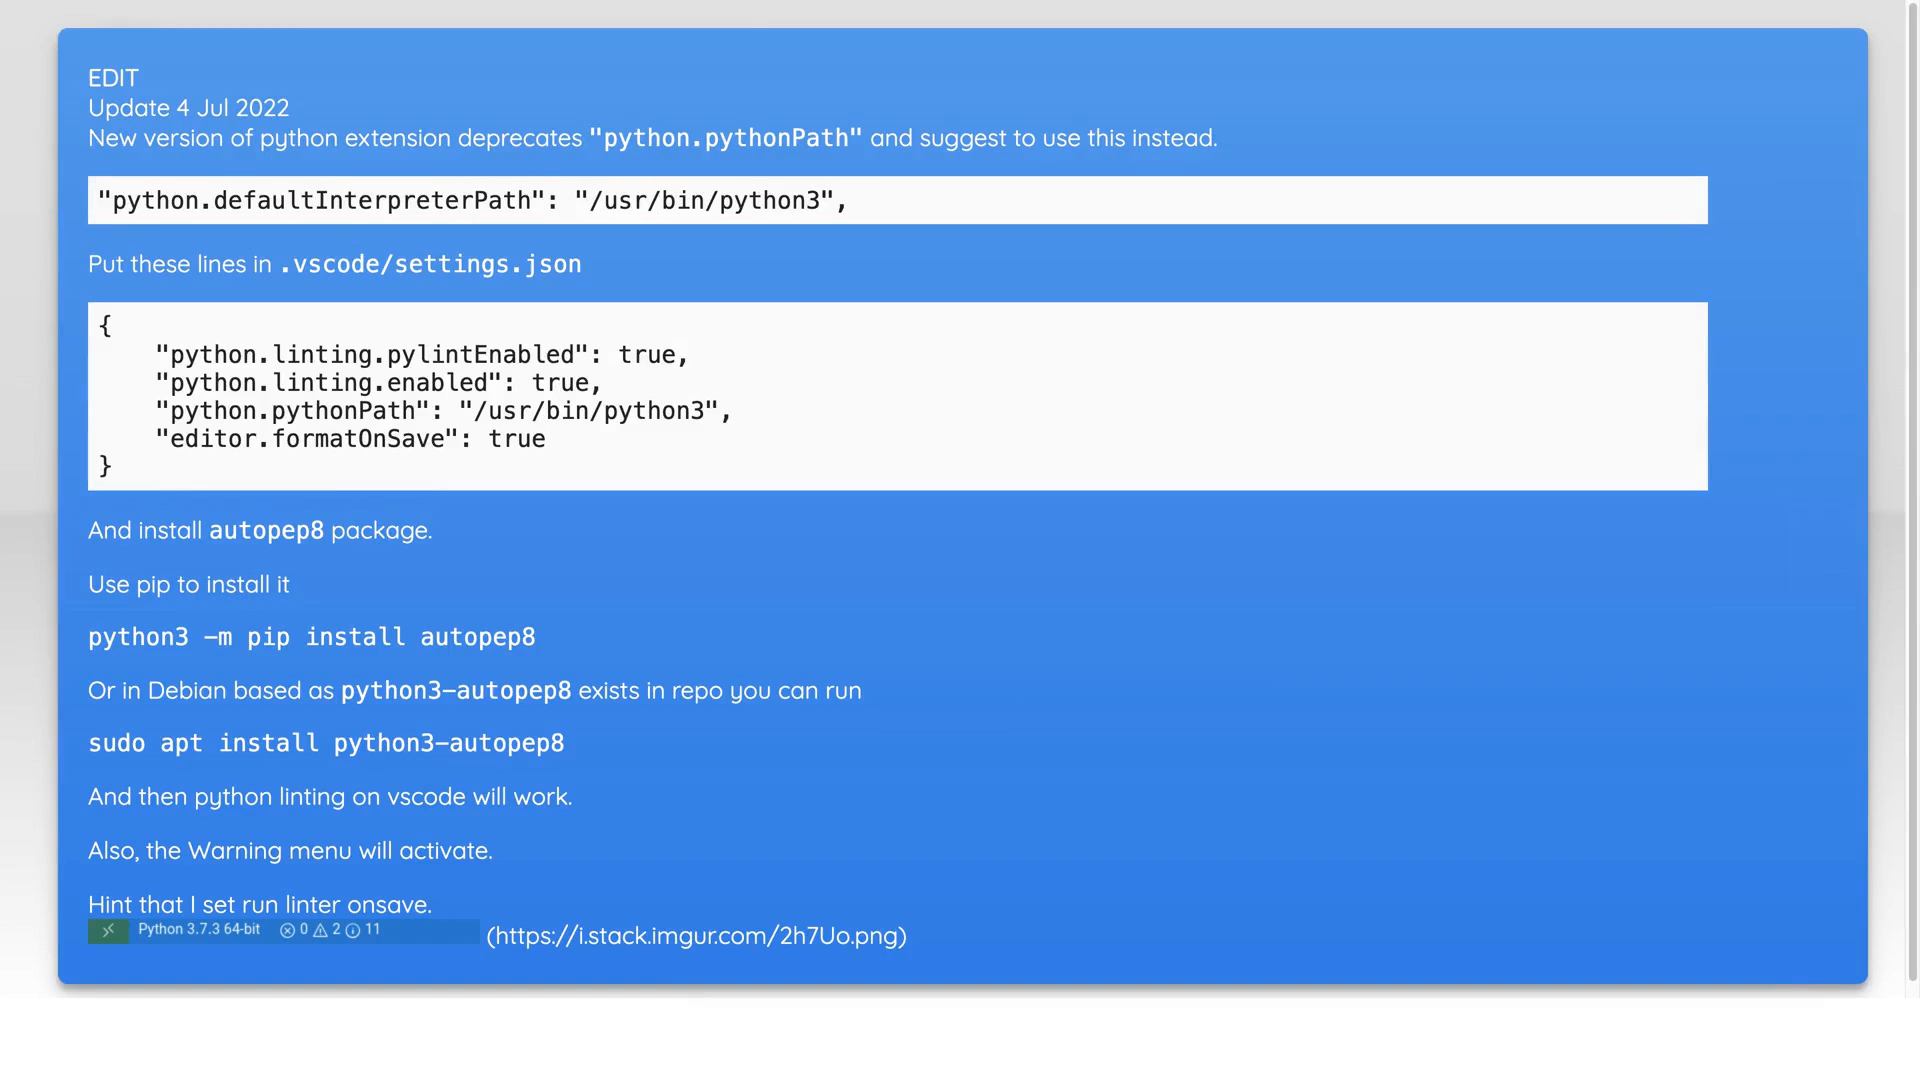 EDIT
Update 4 Jul 2022
New version of python extension deprecates "python.pythonPath" and suggest to use this instead.
"python.defaultInterpreterPath": "/usr/bin/python3",
Put these lines in .vscode/settings.json
{
    "python.linting.pylintEnabled": true,
    "python.linting.enabled": true,
    "python.pythonPath": "/usr/bin/python3",
    "editor.formatOnSave": true
}
And install autopep8 package.
Use pip to install it
python3 -m pip install autopep8
Or in Debian based as python3-autopep8 exists in repo you can run
sudo apt install python3-autopep8
And then python linting on vscode will work.
Also, the Warning menu will activate.
Hint that I set run linter onsave.
Python 3.7.3 64-bit 0 2 11 (https://i.stack.imgur.com/2h7Uo.png)